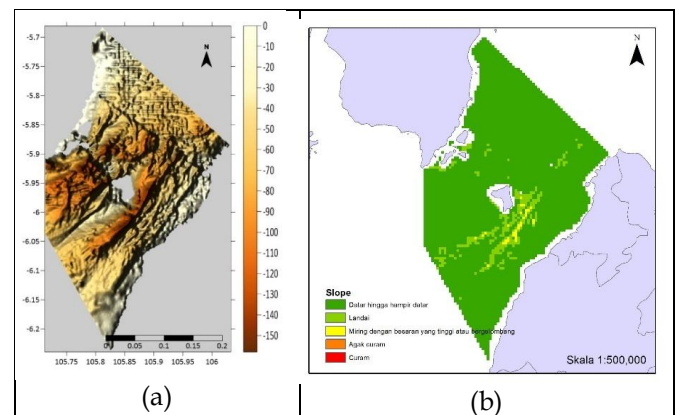 -5.7
-5.75
-5.8
-5.85
-5.9
-5.95
-6
-6.05
-6.1
-6.15
-6.2
N
0
-10
-20
-30
-40
-50
-60
-70
-80
-90
-100
-110
-120
-130
-140
-150
0.0 0.05 0.1 0.15 0.2
105.75 105.8 105.85 105.9 105.95 106
(a)
N
Slope
Datar hingga hampir datar
Landai
Miring dengan besaran yang tinggi atau bergelombang
Agak curam
Curam
Skala 1:500,000
(b)